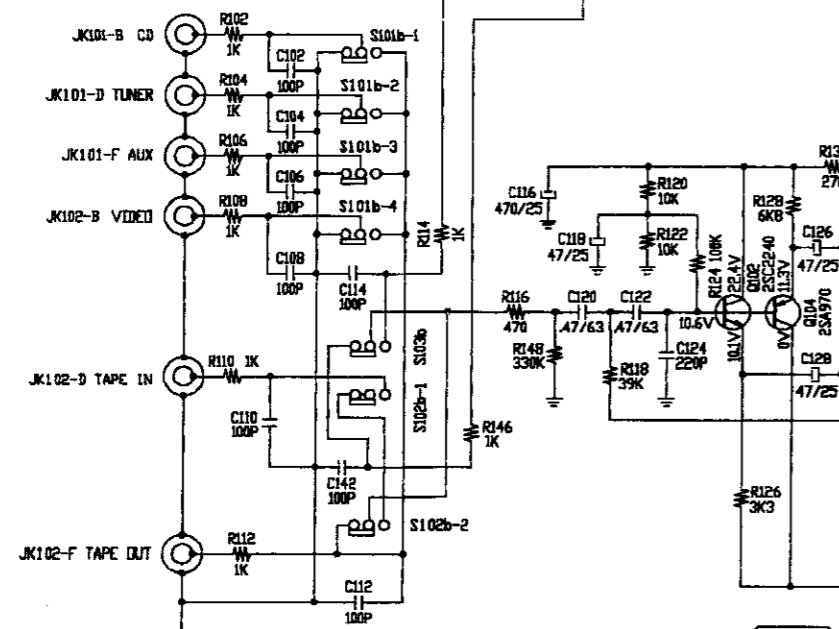 JK101-B CD
R102
1K
C102
100P
S101b-1
JK101-D TUNER
R104
1K
C104
100P
S101b-2
JK101-F AUX
R106
1K
C106
100P
S101b-3
JK102-B VIDEO
R108
1K
C108
100P
S101b-4
C114
100P
R114
1K
C116
470/25
C118
47/25
R120
10K
R122
10K
R124 100K
22.4V
Q102
2SC2240
11.3V
R128
6K8
R13
27
C126
47/25
R116
470
C120
.47/63
C122
.47/63
10.6V
10.1V
0V
Q104
2SA970
R148
330K
R118
39K
C124
220P
C128
47/25
S103b
JK102-D TAPE IN
R110 1K
C110
100P
S102b-1
C142
100P
R146
1K
R126
3K3
S102b-2
JK102-F TAPE OUT
R112
1K
C112
100P